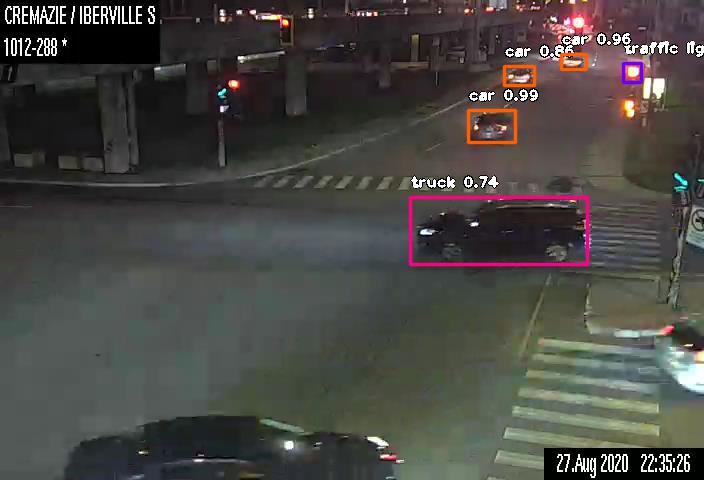 CREMAZIE / IBERVILLE S
1012-288 *
car 0.96
car 0.86
traffic lig
car 0.99
truck 0.74
27.Aug 2020 22:35:26